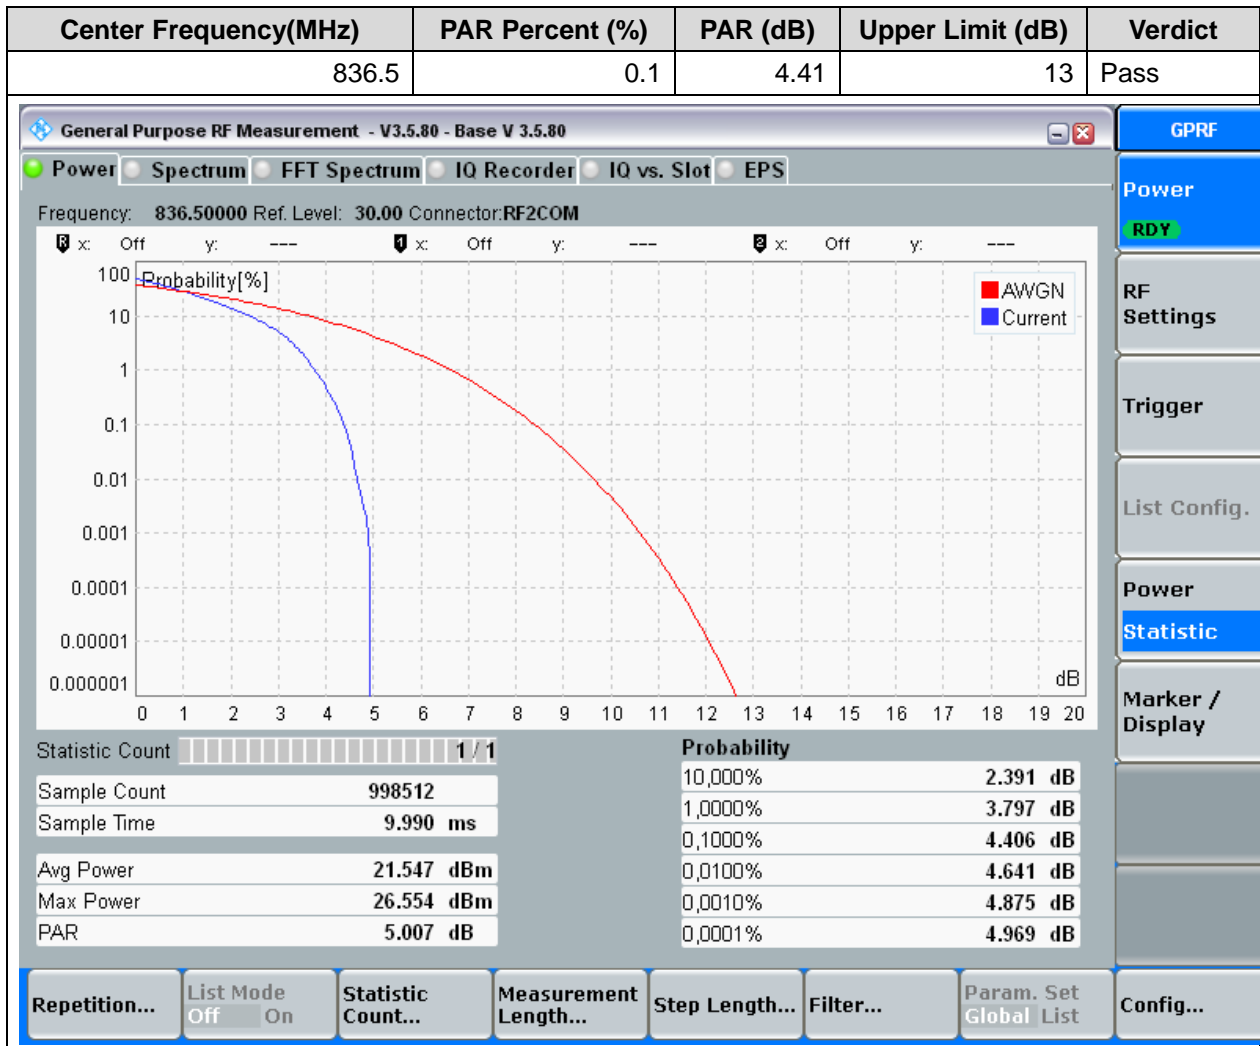 Center Frequency(MHz) PAR Percent (%) PAR (dB) Upper Limit (dB) Verdict
836.5 0.1 4.41 13 Pass
General Purpose RF Measurement - V3.5.80 - Base V 3.5.80
GPRF
Power Spectrum FFT Spectrum IQ Recorder IQ vs. Slot EPS
Frequency: 836.50000 Ref. Level: 30.00 Connector:RF2COM
R x: Off y: --- 1 x: Off y: --- 2 x: Off y: ---
Probability[%]
AWGN
Current
100
10
1
0.1
0.01
0.001
0.0001
0.00001
0.000001
dB
0 1 2 3 4 5 6 7 8 9 10 11 12 13 14 15 16 17 18 19 20
Statistic Count 1 / 1
Sample Count 998512
Sample Time 9.990 ms
Avg Power 21.547 dBm
Max Power 26.554 dBm
PAR 5.007 dB
Probability
10,000% 2.391 dB
1,0000% 3.797 dB
0,1000% 4.406 dB
0,0100% 4.641 dB
0,0010% 4.875 dB
0,0001% 4.969 dB
Power
RDY
RF
Settings
Trigger
List Config.
Power
Statistic
Marker /
Display
Repetition...
List Mode
Off On
Statistic
Count...
Measurement
Length...
Step Length...
Filter...
Param. Set
Global List
Config...